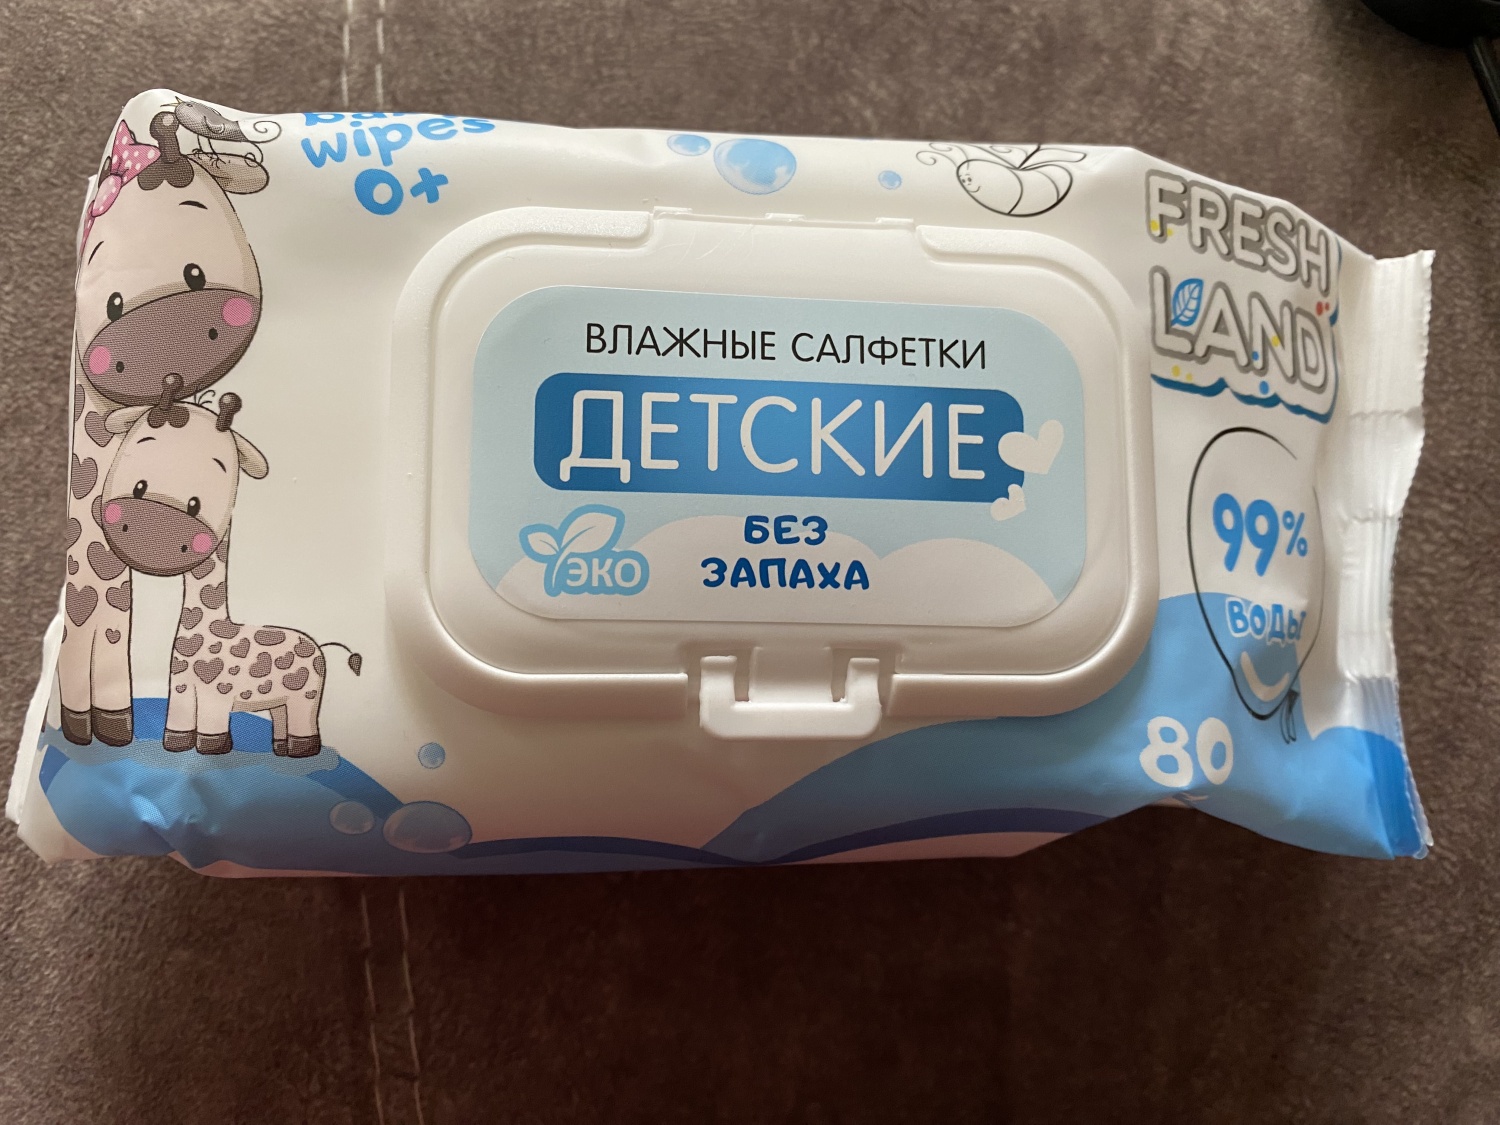 wipes
0+
FRESH
LAND
ВЛАЖНЫЕ САЛФЕТКИ
ДЕТСКИЕ
БЕЗ
ЗАПАХА
ЭКО
99%
ВОДЫ
80